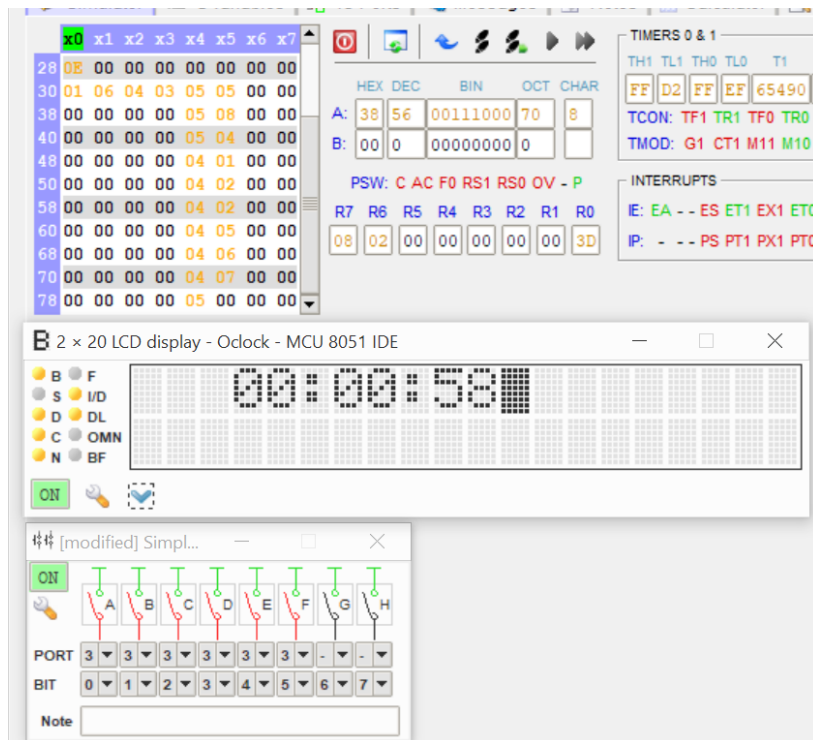 x0 x1 x2 x3 x4 x5 x6 x7
28 0E 00 00 00 00 00 00 00
30 01 06 04 03 05 05 00 00
38 00 00 00 00 05 08 00 00
40 00 00 00 00 05 04 00 00
48 00 00 00 00 04 01 00 00
50 00 00 00 00 04 02 00 00
58 00 00 00 00 04 02 00 00
60 00 00 00 00 04 05 00 00
68 00 00 00 00 04 06 00 00
70 00 00 00 00 04 07 00 00
78 00 00 00 00 05 00 00 00
HEX DEC BIN OCT CHAR
A: 38 56 00111000 70 8
B: 00 0 00000000 0
PSW: C AC F0 RS1 RS0 OV - P
R7 R6 R5 R4 R3 R2 R1 R0
08 02 00 00 00 00 00 3D
TIMERS 0 & 1
TH1 TL1 TH0 TL0 T1
FF D2 FF EF 65490
TCON: TF1 TR1 TF0 TR0
TMOD: G1 CT1 M11 M10
INTERRUPTS
IE: EA - - ES ET1 EX1 ET0
IP: - - - PS PT1 PX1 PT0
2 × 20 LCD display - Oclock - MCU 8051 IDE
B F
S I/D
D DL
C OMN
N BF
00:00:58
ON
[modified] Simpl...
ON
A B C D E F G H
PORT 3 3 3 3 3 3 - -
BIT 0 1 2 3 4 5 6 7
Note